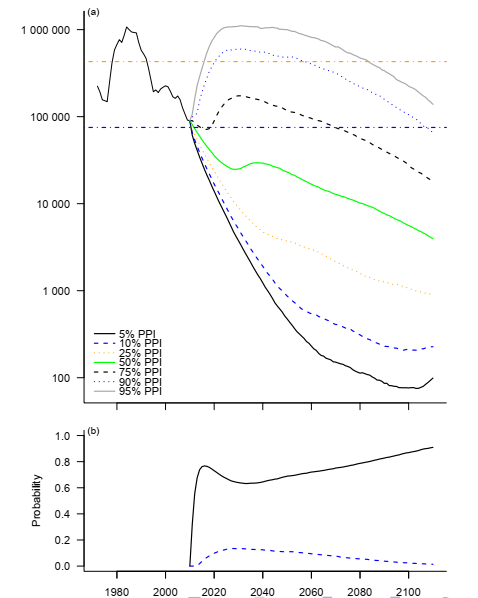 (a)
1 000 000
100 000
10 000
1 000
100
5% PPI
10% PPI
25% PPI
50% PPI
75% PPI
90% PPI
95% PPI
1980 2000 2020 2040 2060 2080 2100
(b)
Probability
1.0
0.8
0.6
0.4
0.2
0.0
1980 2000 2020 2040 2060 2080 2100